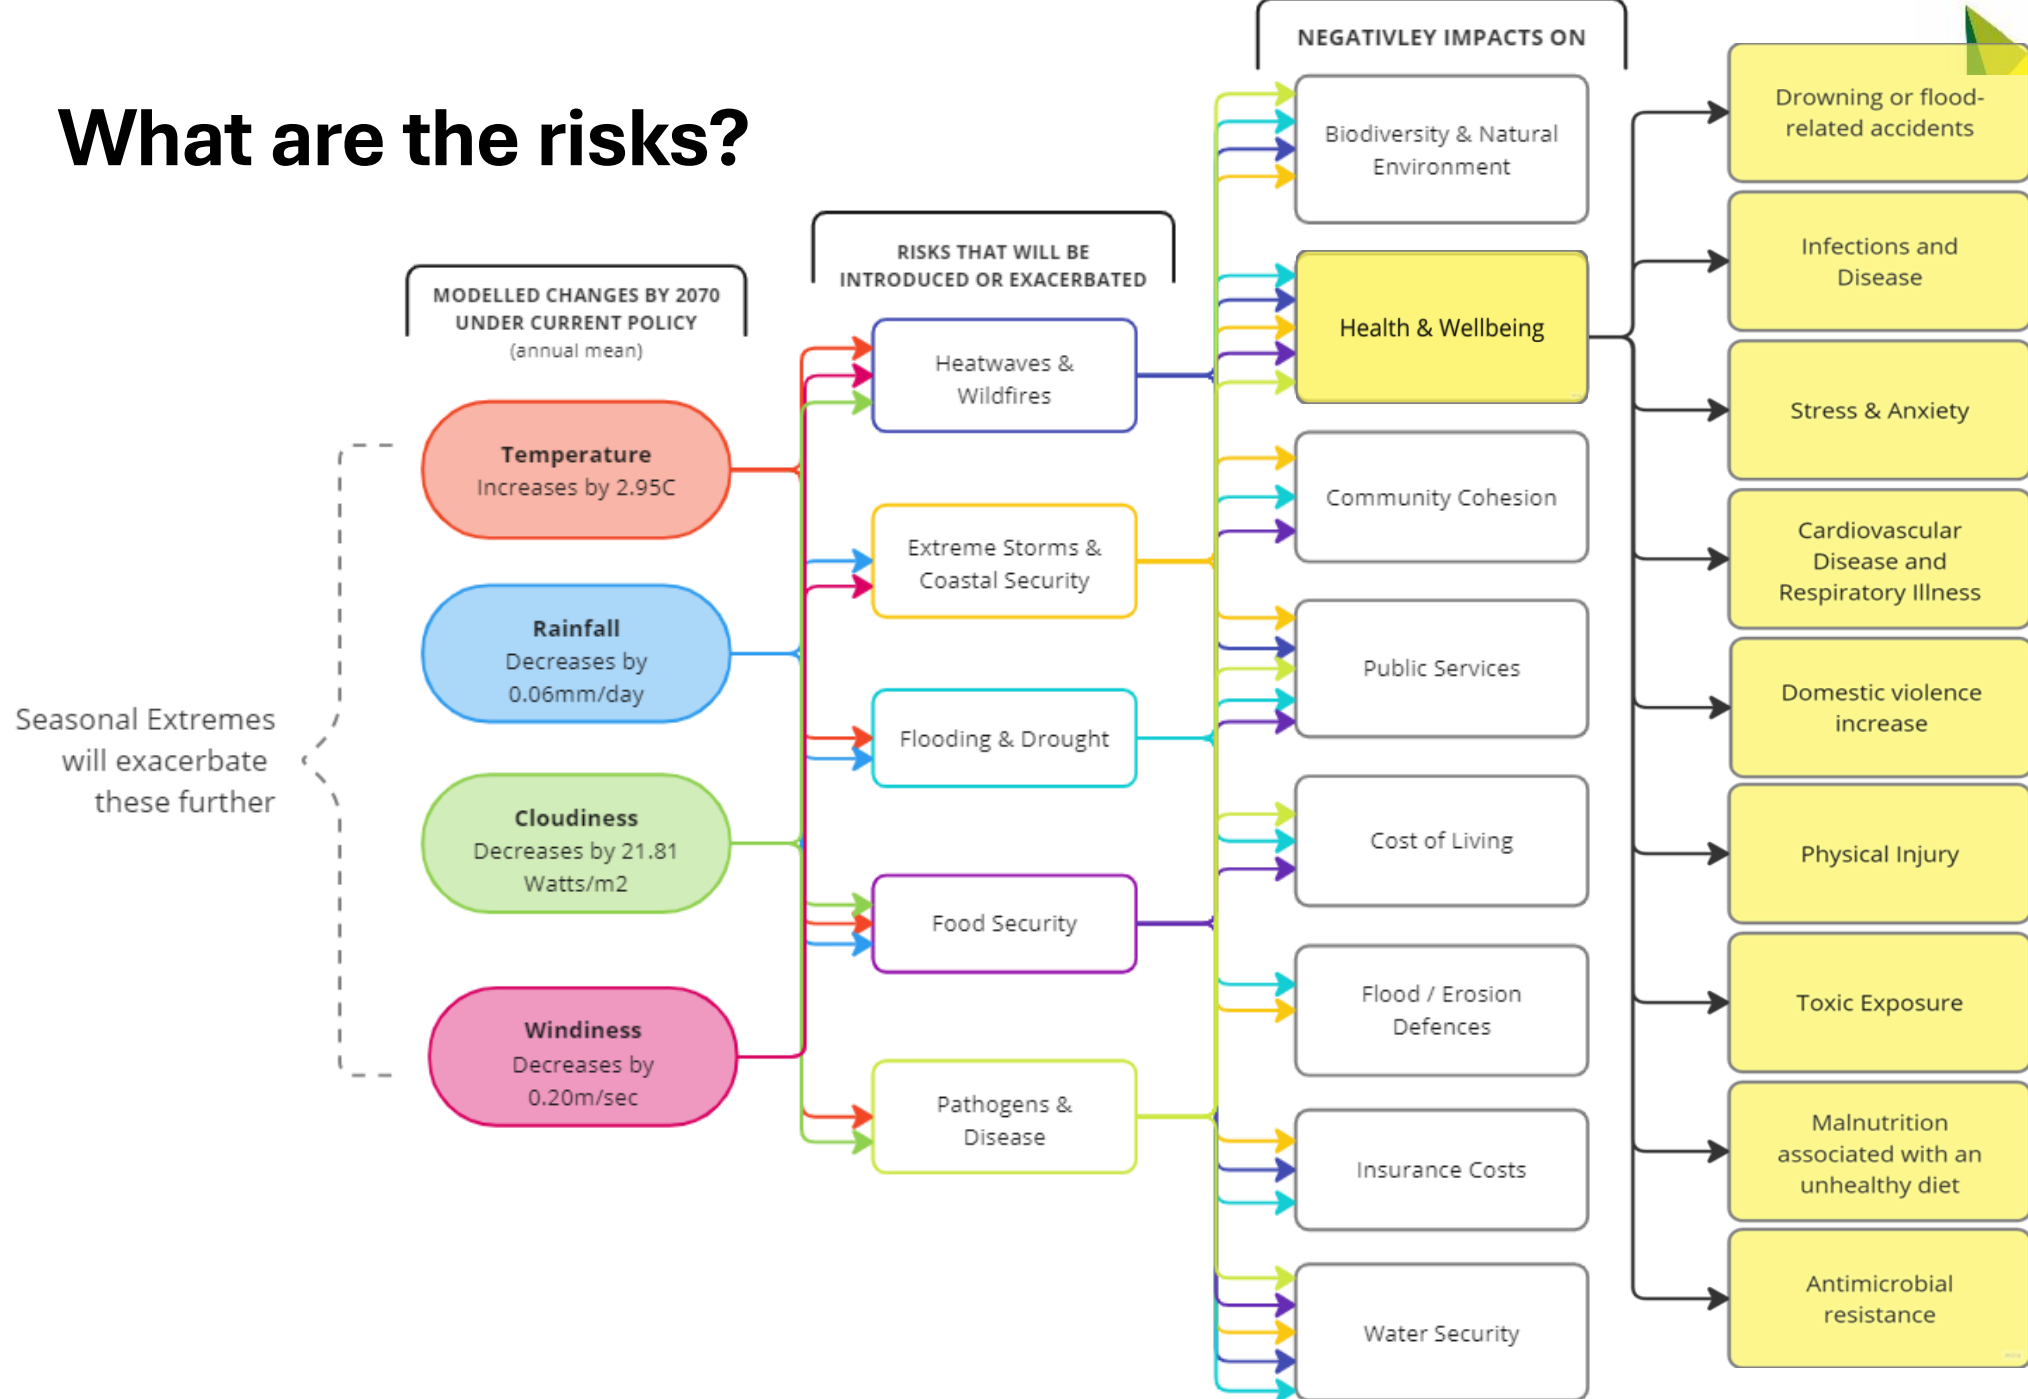 What are the risks?
Seasonal Extremes
will exacerbate
these further
MODELLED CHANGES BY 2070
UNDER CURRENT POLICY
(annual mean)
Temperature
Increases by 2.95C
Rainfall
Decreases by
0.06mm/day
Cloudiness
Decreases by 21.81
Watts/m2
Windiness
Decreases by
0.20m/sec
RISKS THAT WILL BE
INTRODUCED OR EXACERBATED
Heatwaves &
Wildfires
Extreme Storms &
Coastal Security
Flooding & Drought
Food Security
Pathogens &
Disease
NEGATIVLEY IMPACTS ON
Biodiversity & Natural
Environment
Health & Wellbeing
Community Cohesion
Public Services
Cost of Living
Flood / Erosion
Defences
Insurance Costs
Water Security
Drowning or flood-
related accidents
Infections and
Disease
Stress & Anxiety
Cardiovascular
Disease and
Respiratory Illness
Domestic violence
increase
Physical Injury
Toxic Exposure
Malnutrition
associated with an
unhealthy diet
Antimicrobial
resistance